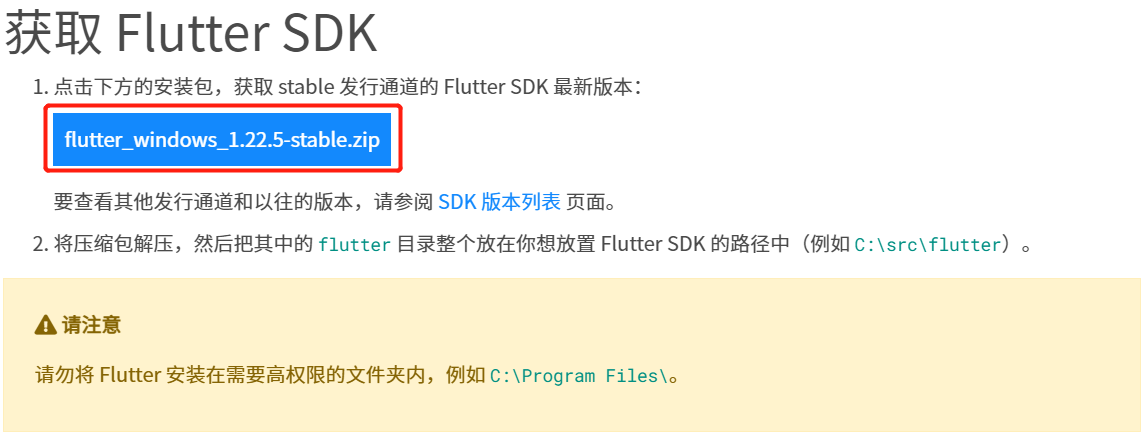 获取 Flutter SDK
1. 点击下方的安装包，获取 stable 发行通道的 Flutter SDK 最新版本：
flutter_windows_1.22.5-stable.zip
要查看其他发行通道和以往的版本，请参阅 SDK 版本列表 页面。
2. 将压缩包解压，然后把其中的 flutter 目录整个放在你想放置 Flutter SDK 的路径中（例如 C:\src\flutter）。
请注意
请勿将 Flutter 安装在需要高权限的文件夹内，例如 C:\Program Files\。